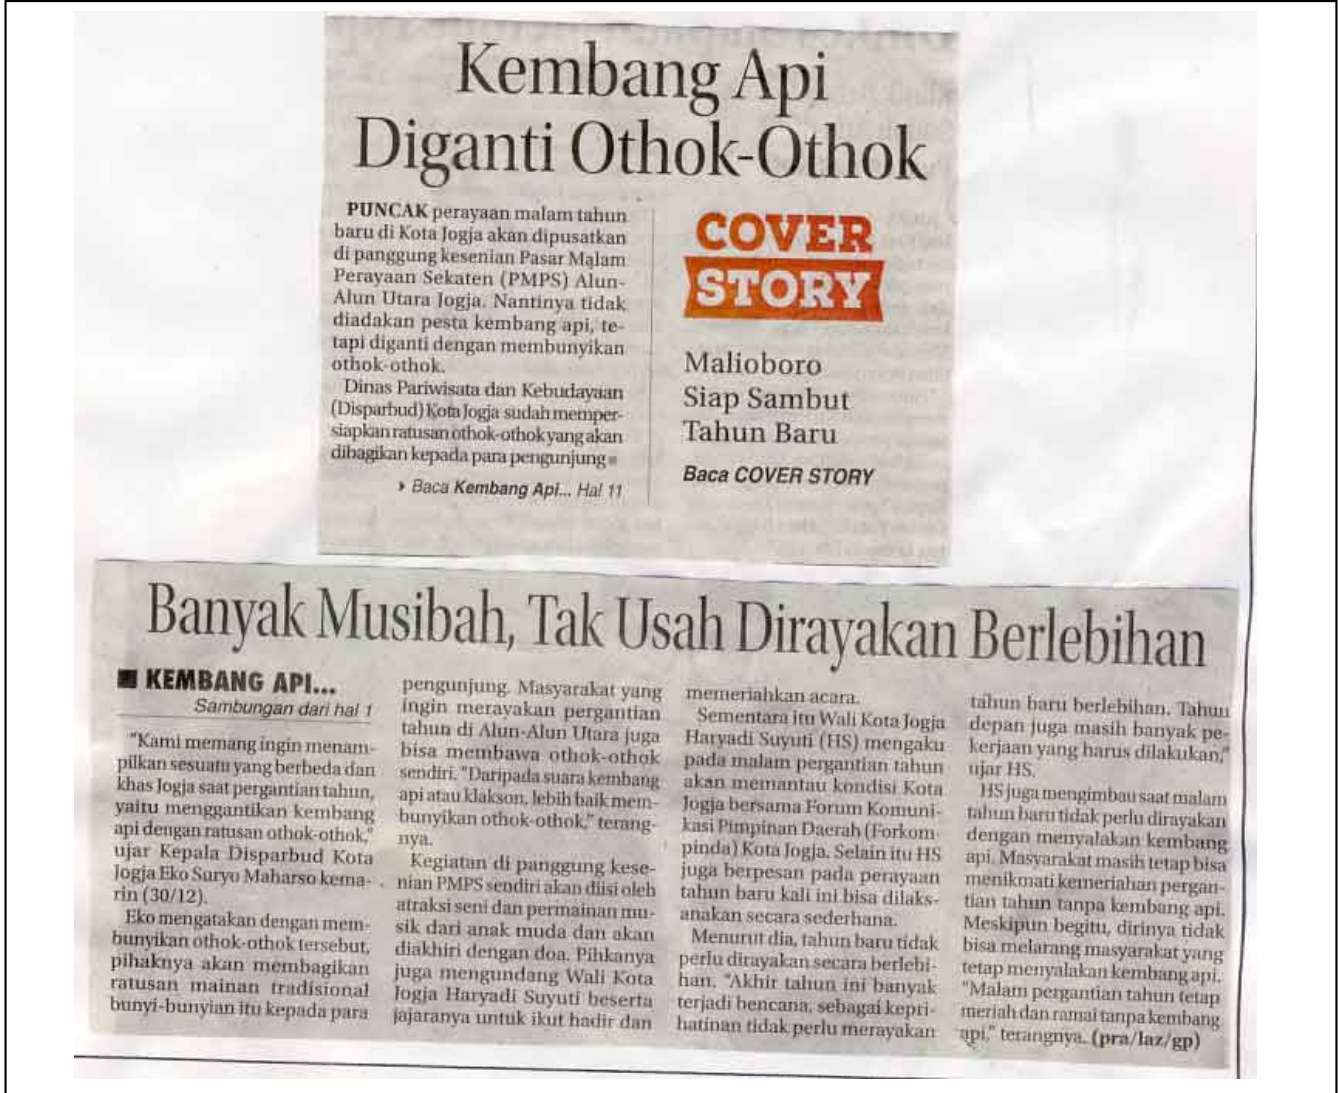 Kembang Api
Diganti Othok-Othok
PUNCAK perayaan malam tahun
baru di Kota Jogja akan dipusatkan
di panggung kesenian Pasar Malam
Perayaan Sekaten (PMPS) Alun-
Alun Utara Jogja. Nantinya tidak
diadakan pesta kembang api, te-
tapi diganti dengan membunyikan
othok-othok.
Dinas Pariwisata dan Kebudayaan
(Disparbud) Kota Jogja sudah memper-
siapkan ratusan othok-othok yang akan
dibagikan kepada para pengunjung
Baca Kembang Api... Hal 11
COVER
STORY
Malioboro
Siap Sambut
Tahun Baru
Baca COVER STORY
Banyak Musibah, Tak Usah Dirayakan Berlebihan
KEMBANG API...
Sambungan dari hal 1
"Kami memang ingin menam-
pilkan sesuatu yang berbeda dan
khas Jogja saat pergantian tahun,
yaitu menggantikan kembang
api dengan ratusan othok-othok,"
ujar Kepala Disparbud Kota
Jogja Eko Suryo Maharso kema-
rin (30/12).
Eko mengatakan dengan mem-
bunyikan othok-othok tersebut,
pihaknya akan membagikan
ratusan mainan tradisional
bunyi-bunyian itu kepada para
pengunjung. Masyarakat yang
ingin merayakan pergantian
tahun di Alun-Alun Utara juga
bisa membawa othok-othok
sendiri. "Daripada suara kembang
api atau klakson, lebih baik mem-
bunyikan othok-othok," terang-
nya.
Kegiatan di panggung kese-
nian PMPS sendiri akan diisi oleh
atraksi seni dan permainan mu-
sik dari anak muda dan akan
diakhiri dengan doa. Pihkanya
juga mengundang Wali Kota
Jogja Haryadi Suyuti beserta
jajaranya untuk ikut hadir dan
memeriahkan acara.
Sementara itu Wali Kota Jogja
Haryadi Suyuti (HS) mengaku
pada malam pergantian tahun
akan memantau kondisi Kota
Jogja bersama Forum Komuni-
kasi Pimpinan Daerah (Forkom-
pinda) Kota Jogja. Selain itu HS
juga berpesan pada perayaan
tahun baru kali ini bisa dilaks-
anakan secara sederhana.
Menurut dia, tahun baru tidak
perlu dirayakan secara berlebi-
han. "Akhir tahun ini banyak
terjadi bencana, sebagai kepri-
hatinan tidak perlu merayakan
tahun baru berlebihan. Tahun
depan juga masih banyak pe-
kerjaan yang harus dilakukan,"
ujar HS.
HS juga mengimbau saat malam
tahun baru tidak perlu dirayakan
dengan menyalakan kembang
api. Masyarakat masih tetap bisa
menikmati kemeriahan pergan-
tian tahun tanpa kembang api.
Meskipun begitu, dirinya tidak
bisa melarang masyarakat yang
tetap menyalakan kembang api.
"Malam pergantian tahun tetap
meriah dan ramai tanpa kembang
api," terangnya. (pra/laz/gp)